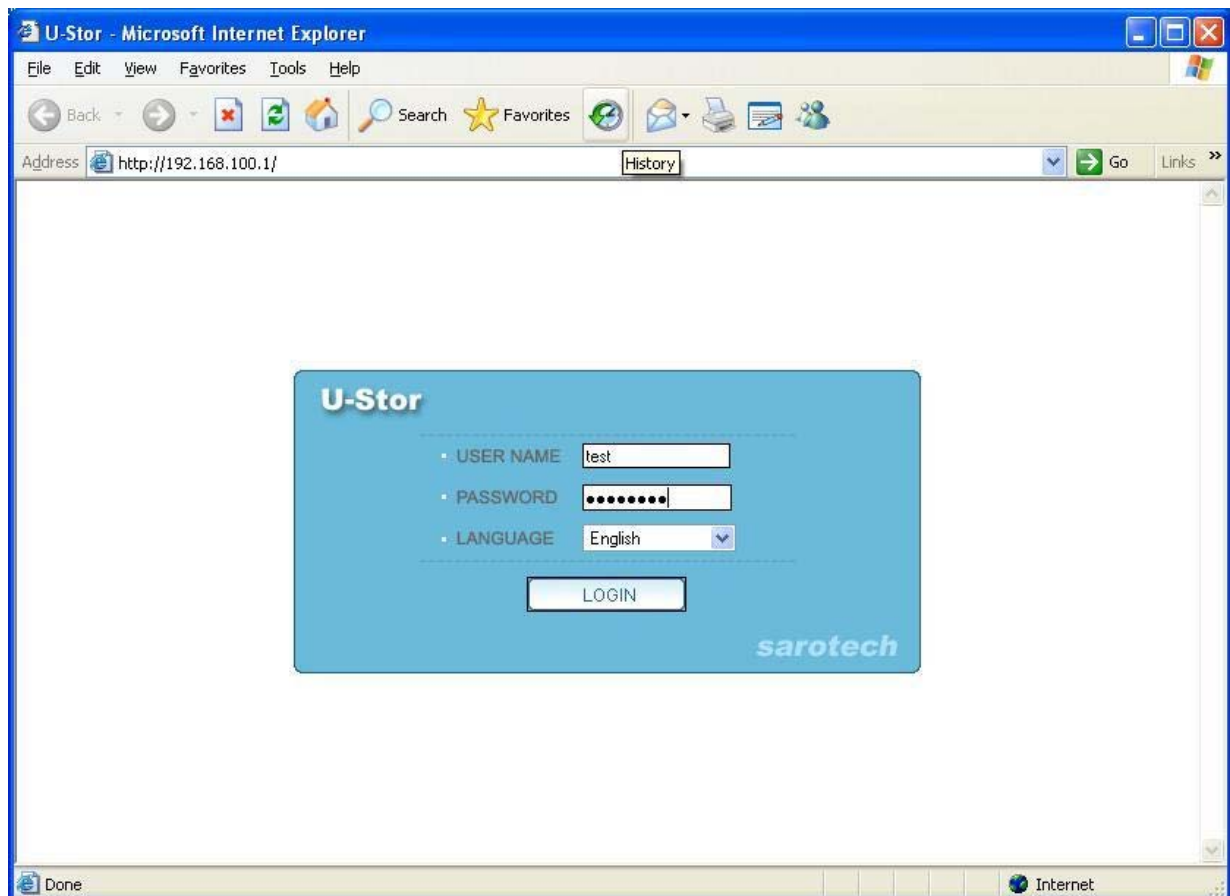 U-Stor - Microsoft Internet Explorer
File Edit View Favorites Tools Help
Back Search Favorites
Address http://192.168.100.1/ History Go Links »
U-Stor
USER NAME test
PASSWORD ●●●●●●●●
LANGUAGE English
LOGIN
sarotech
Done Internet